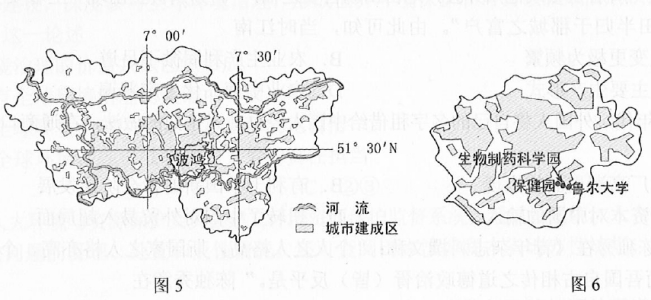 7° 00′
7° 30′
波鸿
51° 30′N
河 流
城市建成区
图 5
生物制药科学园
保健园
鲁尔大学
图 6